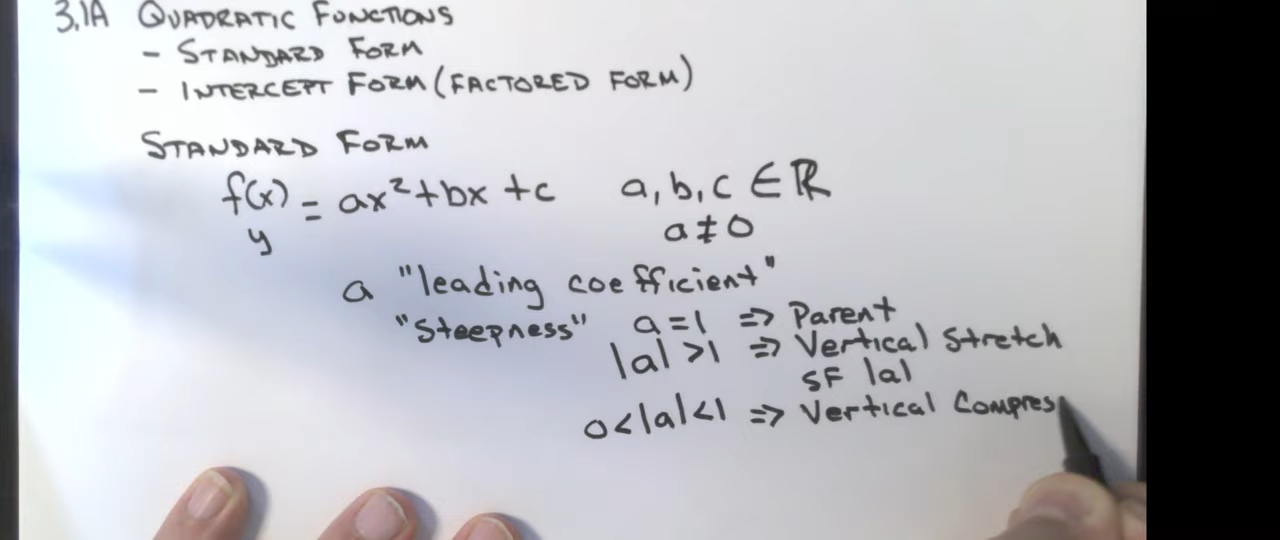 3.1A QUADRATIC FUNCTIONS
- STANDARD FORM
- INTERCEPT FORM (FACTORED FORM)
STANDARD FORM
f(x) = ax²+bx+c a, b, c ∈ ℝ
y a ≠ 0
a "leading coefficient"
"Steepness" a=1 => Parent
|a| >1 => Vertical Stretch
SF |a|
0<|a|<1 => Vertical Compres